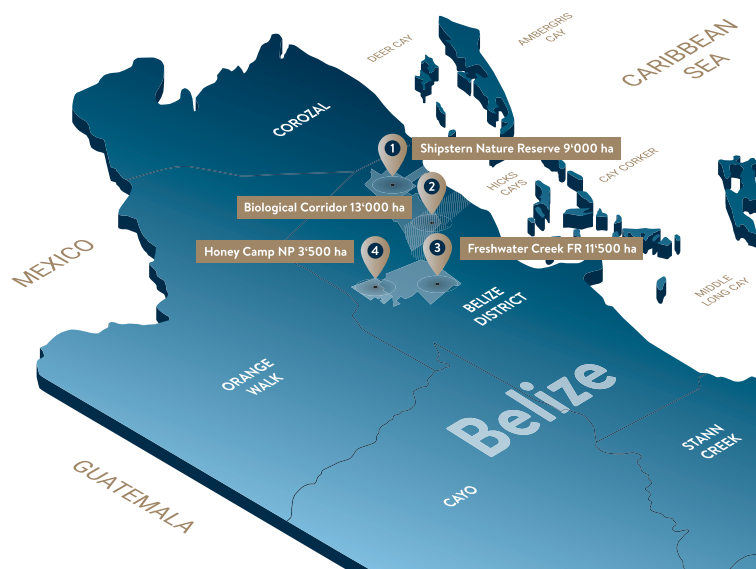 AMBERGRIS
CAY
DEER CAY
CARIBBEAN
SEA
COROZAL
1
Shipstern Nature Reserve 9‘000 ha
CAY CORKER
HICKS
CAYS
2
Biological Corridor 13‘000 ha
3
Freshwater Creek FR 11‘500 ha
4
Honey Camp NP 3‘500 ha
MEXICO
MIDDLE
LONG CAY
BELIZE
DISTRICT
ORANGE
WALK
Belize
STANN
CREEK
CAYO
GUATEMALA